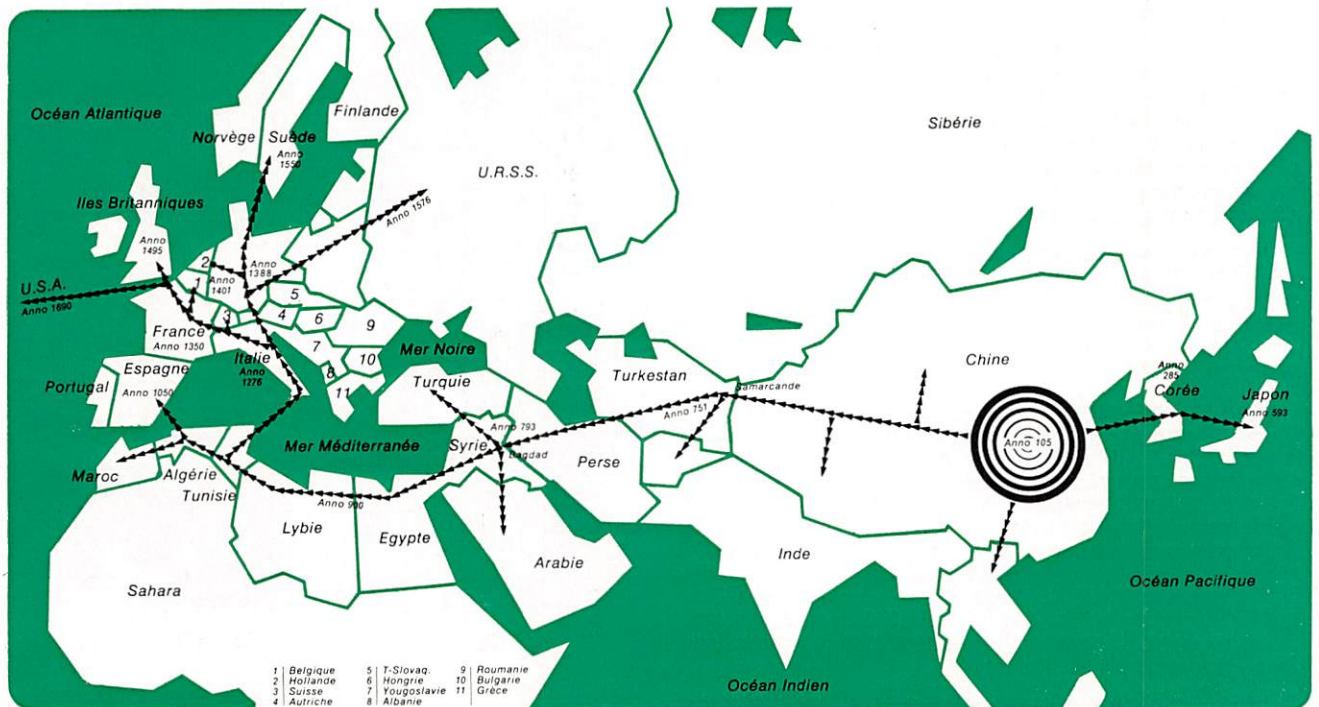 Océan Atlantique
Norvège
Suède
Anno
1550
Finlande
Sibérie
U.R.S.S.
Iles Britanniques
Anno
1495
Anno 1576
2
1
Anno
1388
Anno
1401
U.S.A.
Anno 1690
5
3
4
6
9
France
Anno 1350
7
Italie
Anno
1276
10
8
11
Mer Noire
Espagne
Portugal
Anno 1050
Turquie
Turkestan
Samarcande
Anno 751
Chine
Anno
285
Corée
Japon
Anno 593
Anno 105
Mer Méditerranée
Anno 793
Syrie
Bagdad
Perse
Maroc
Algérie
Tunisie
Anno 900
Lybie
Egypte
Arabie
Inde
Sahara
Océan Pacifique
Océan Indien
1 Belgique
2 Hollande
3 Suisse
4 Autriche
5 T-Slovaq.
6 Hongrie
7 Yougoslavie
8 Albanie
9 Roumanie
10 Bulgarie
11 Grèce